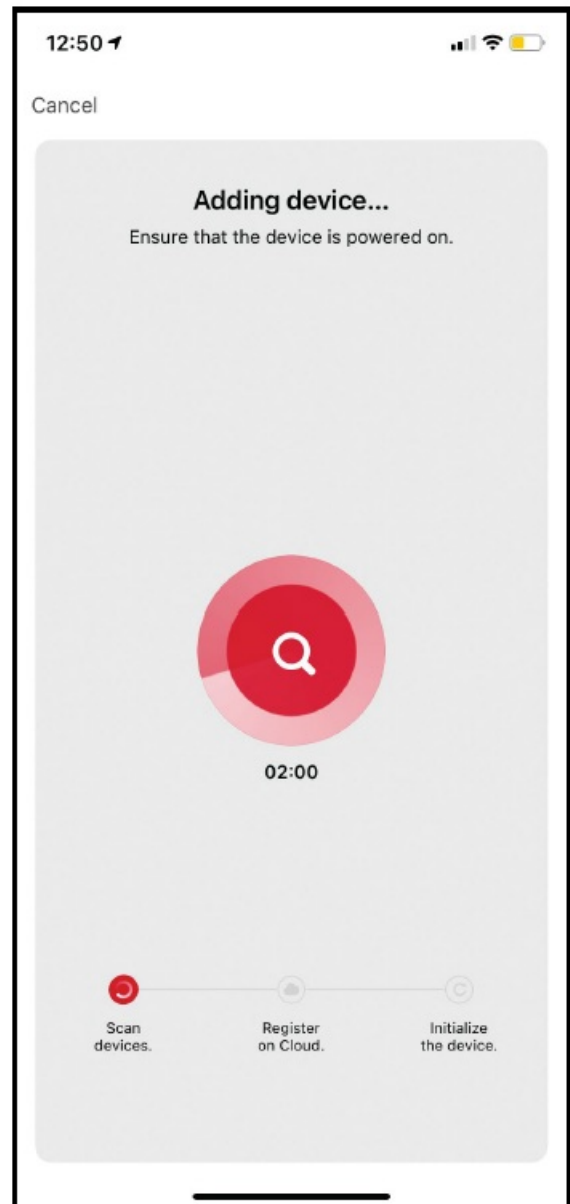 12:50
Cancel
Adding device...
Ensure that the device is powered on.
02:00
Scan
devices.
Register
on Cloud.
Initialize
the device.